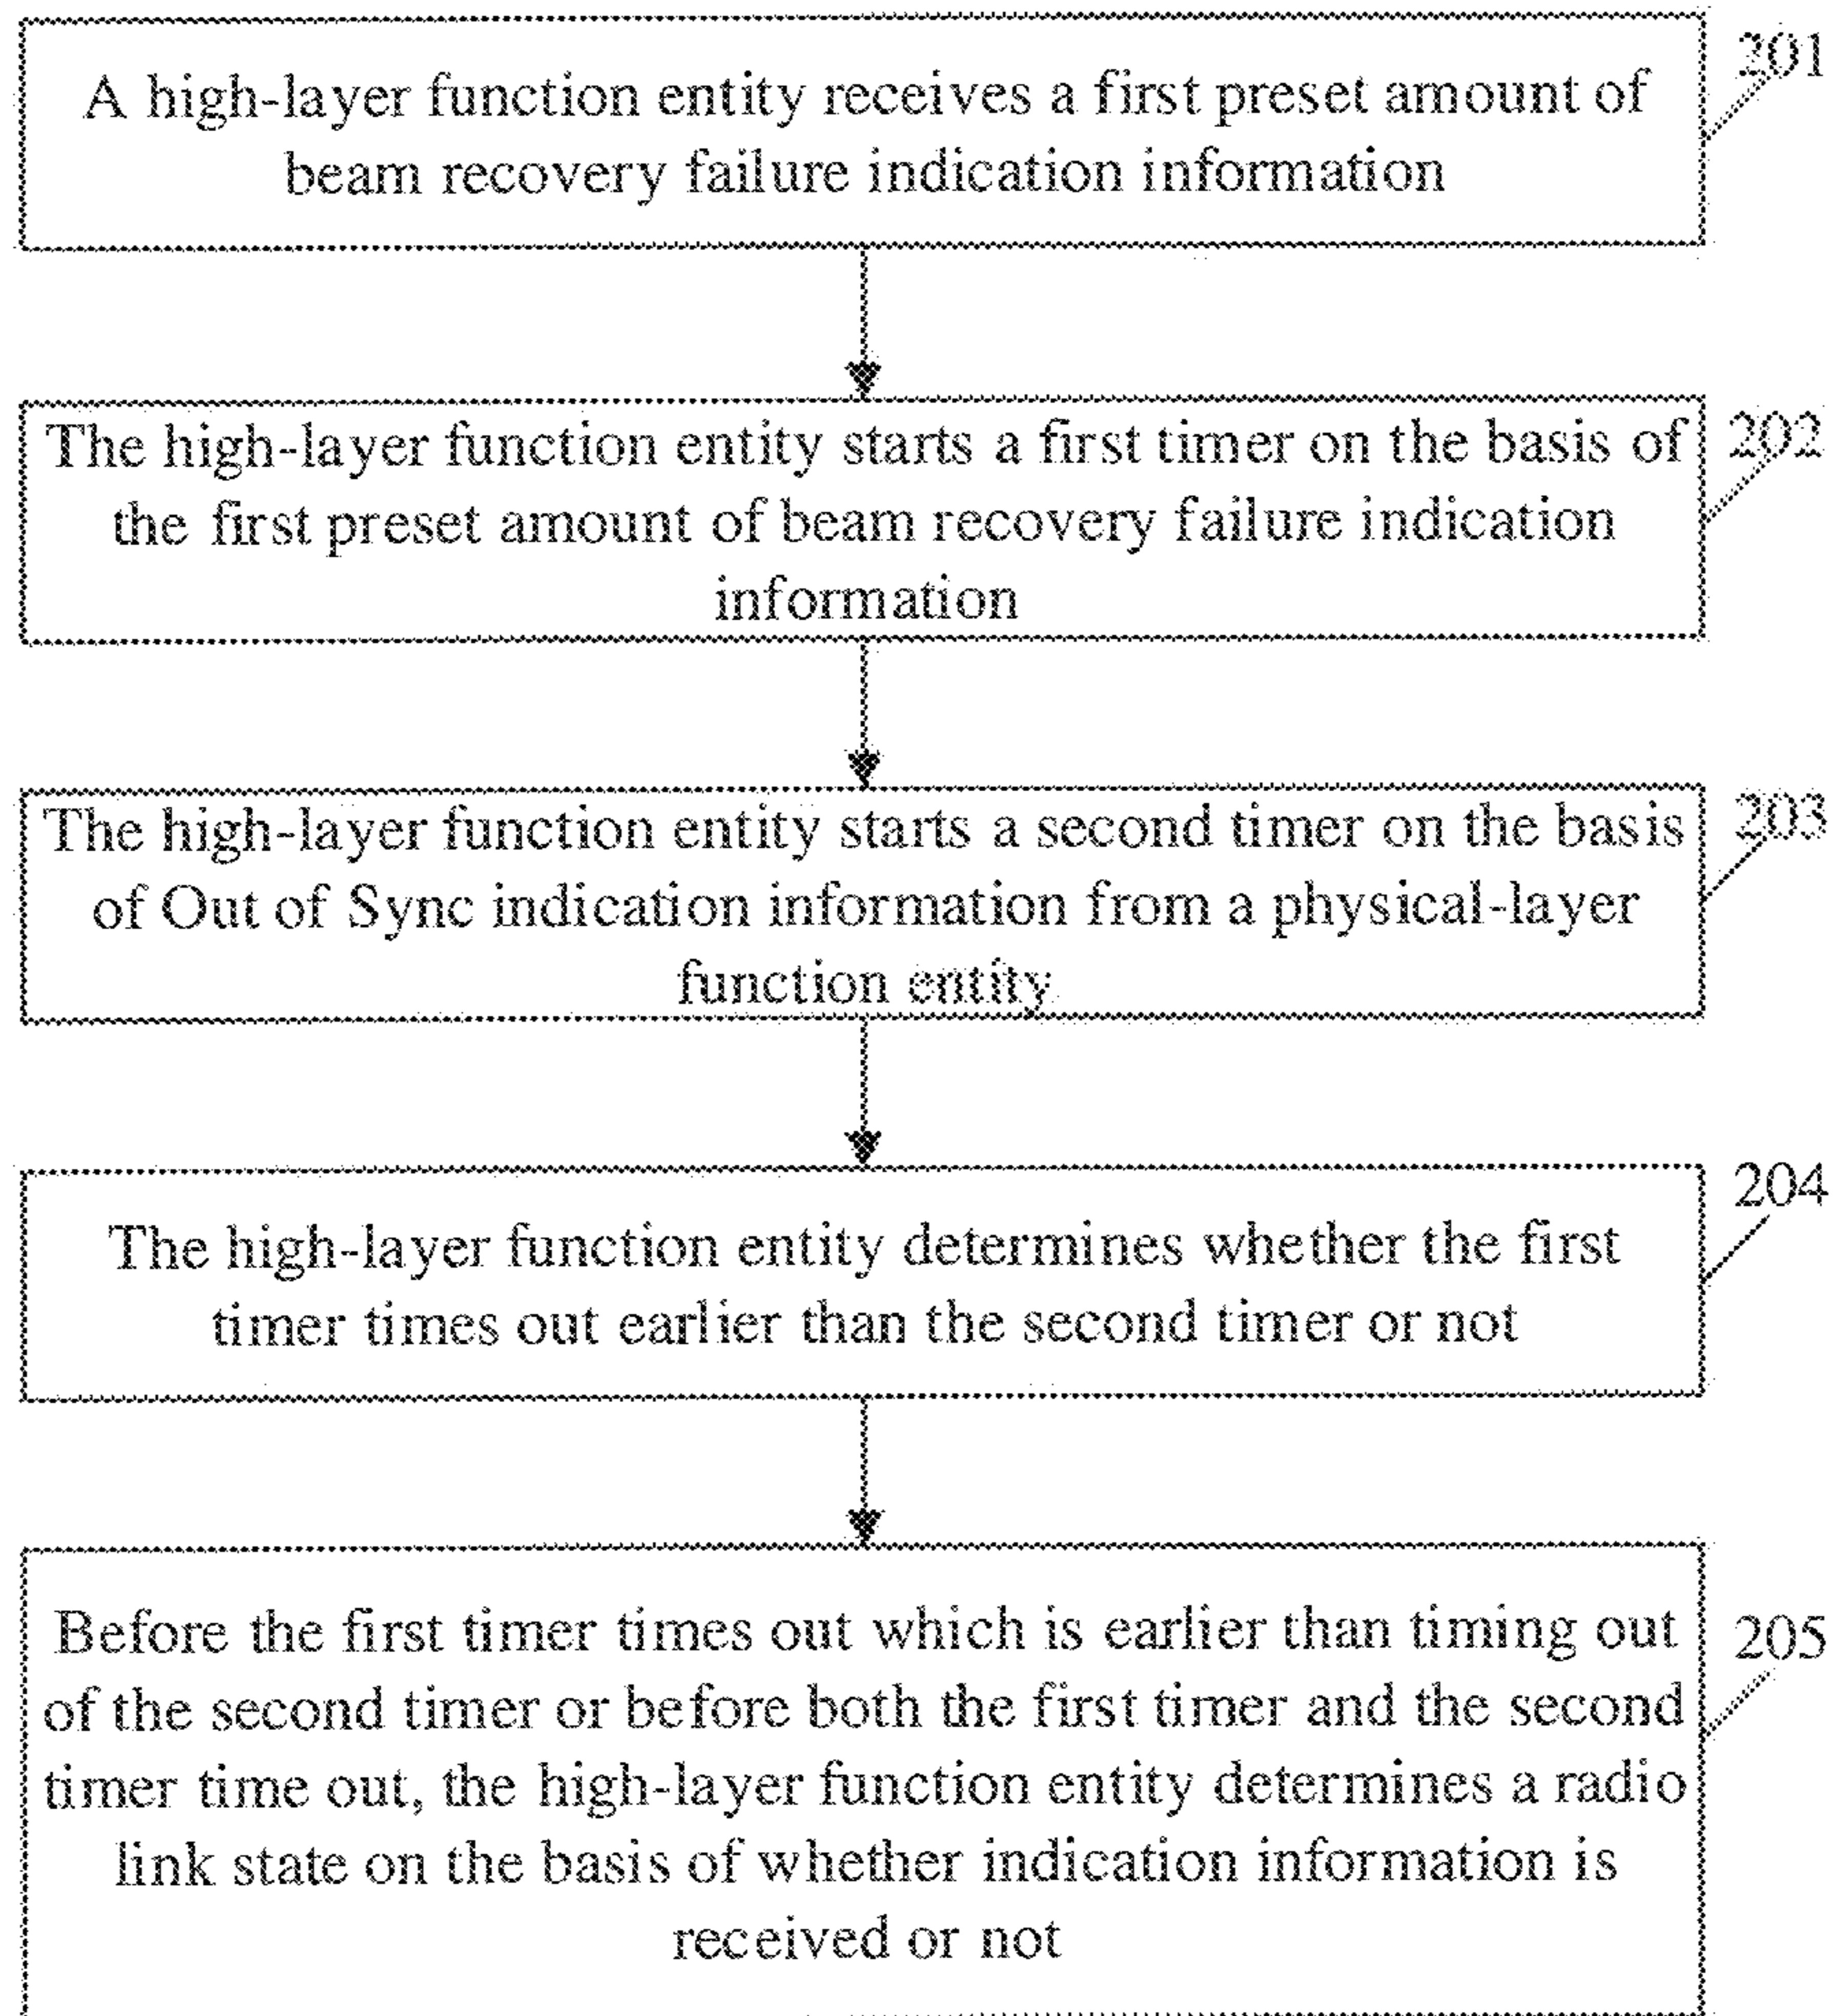 A high-layer function entity receives a first preset amount of
beam recovery failure indication information
201
The high-layer function entity starts a first timer on the basis of
the first preset amount of beam recovery failure indication
information
202
The high-layer function entity starts a second timer on the basis
of Out of Sync indication information from a physical-layer
function entity
203
The high-layer function entity determines whether the first
timer times out earlier than the second timer or not
204
Before the first timer times out which is earlier than timing out
of the second timer or before both the first timer and the second
timer time out, the high-layer function entity determines a radio
link state on the basis of whether indication information is
received or not
205